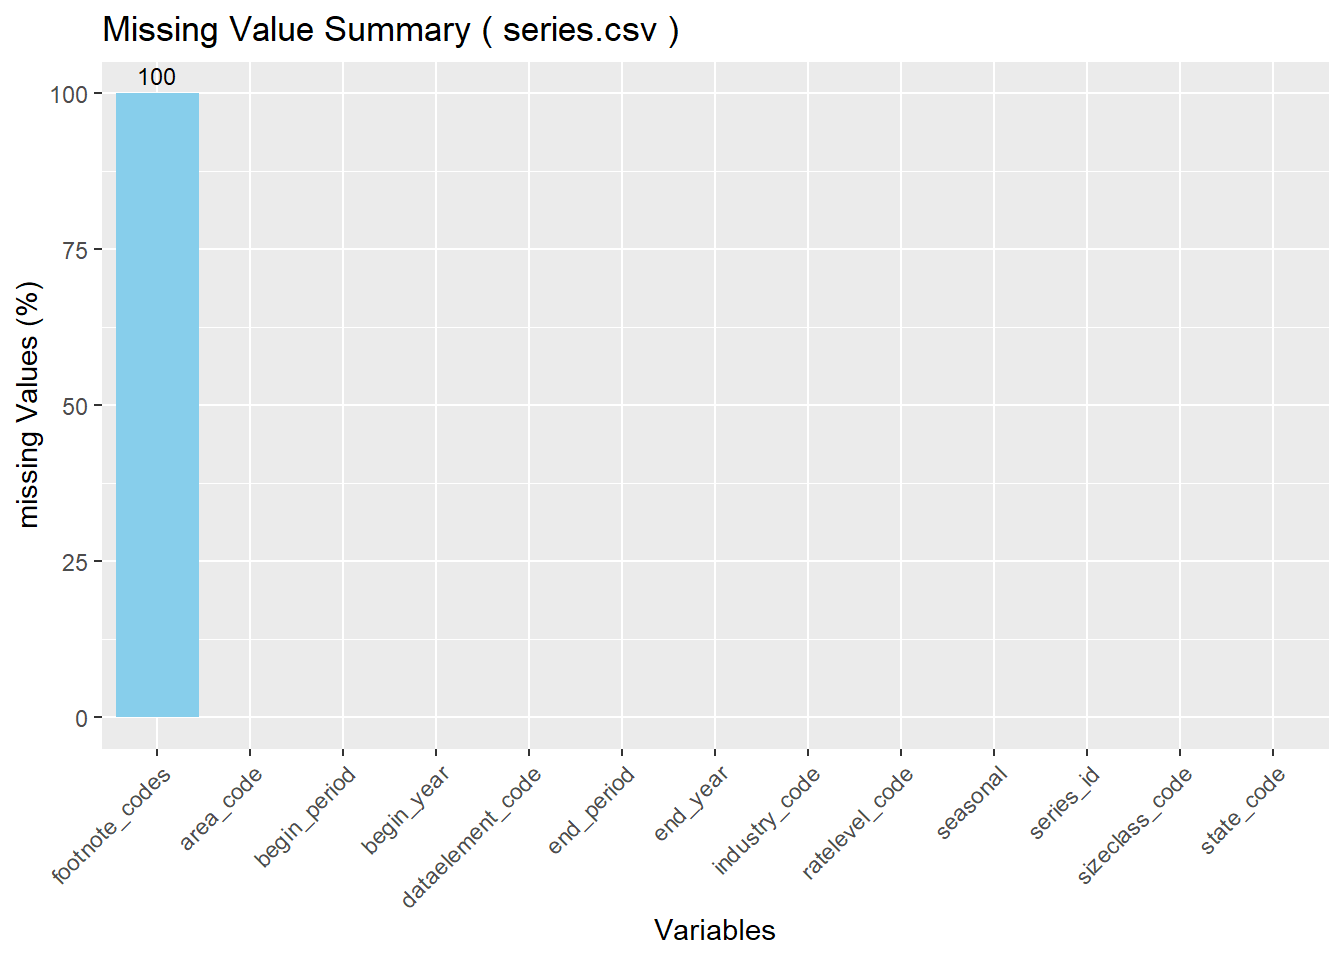 Missing Value Summary ( series.csv )
100
100
75
50
25
0
missing Values (%)
footnote_codes
area_code
begin_period
begin_year
dataelement_code
end_period
end_year
industry_code
ratelevel_code
seasonal
series_id
sizeclass_code
state_code
Variables